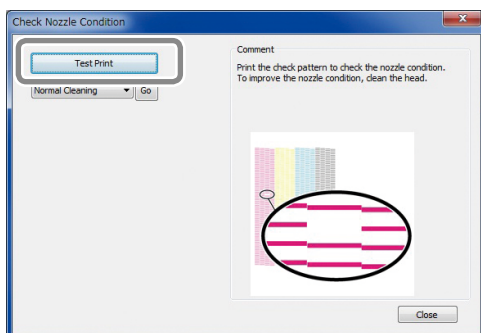 Check Nozzle Condition
x
Test Print
Normal Cleaning
Go
Comment
Print the check pattern to check the nozzle condition.
To improve the nozzle condition, clean the head.
Close